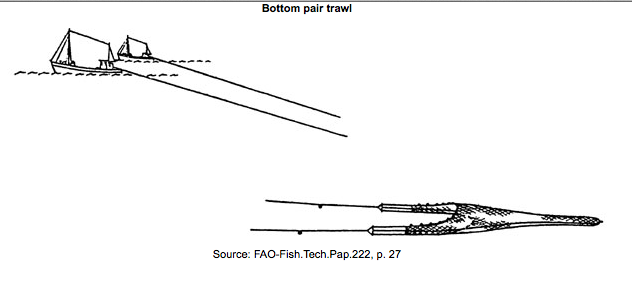 Bottom pair trawl
Source: FAO-Fish.Tech.Pap.222, p. 27